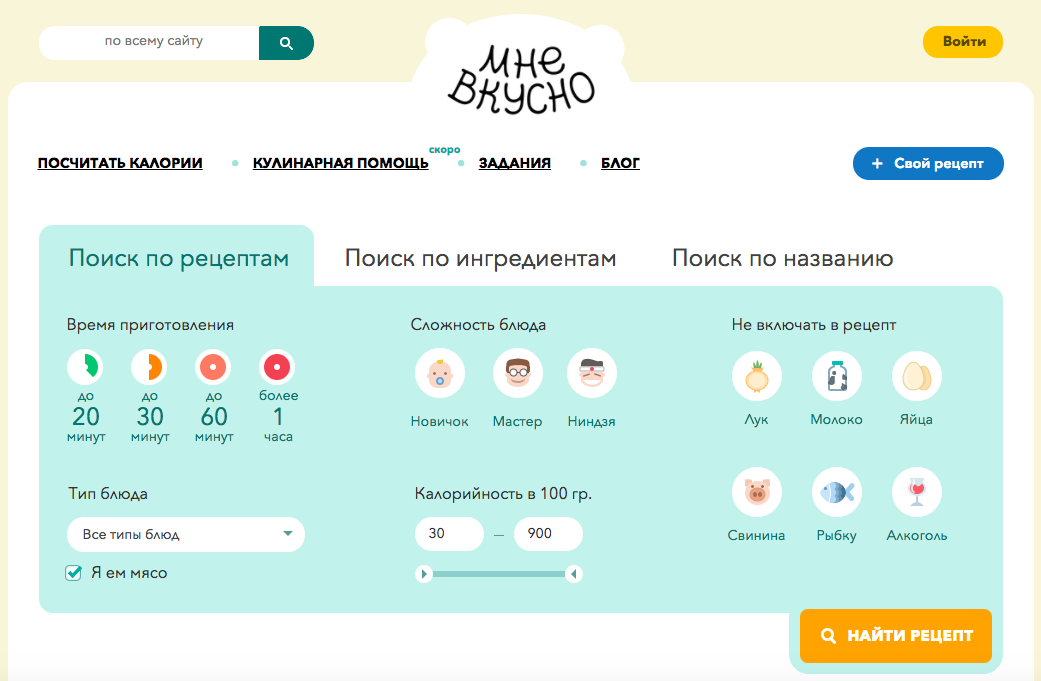 по всему сайту
мне
вкусно
Войти
ПОСЧИТАТЬ КАЛОРИИ
КУЛИНАРНАЯ ПОМОЩЬ
скоро
ЗАДАНИЯ
БЛОГ
+ Свой рецепт
Поиск по рецептам
Поиск по ингредиентам
Поиск по названию
Время приготовления
до
20
минут
до
30
минут
до
60
минут
более
1
часа
Сложность блюда
Новичок
Мастер
Ниндзя
Не включать в рецепт
Лук
Молоко
Яйца
Свинина
Рыбку
Алкоголь
Тип блюда
Все типы блюд
Я ем мясо
Калорийность в 100 гр.
30 — 900
НАЙТИ РЕЦЕПТ